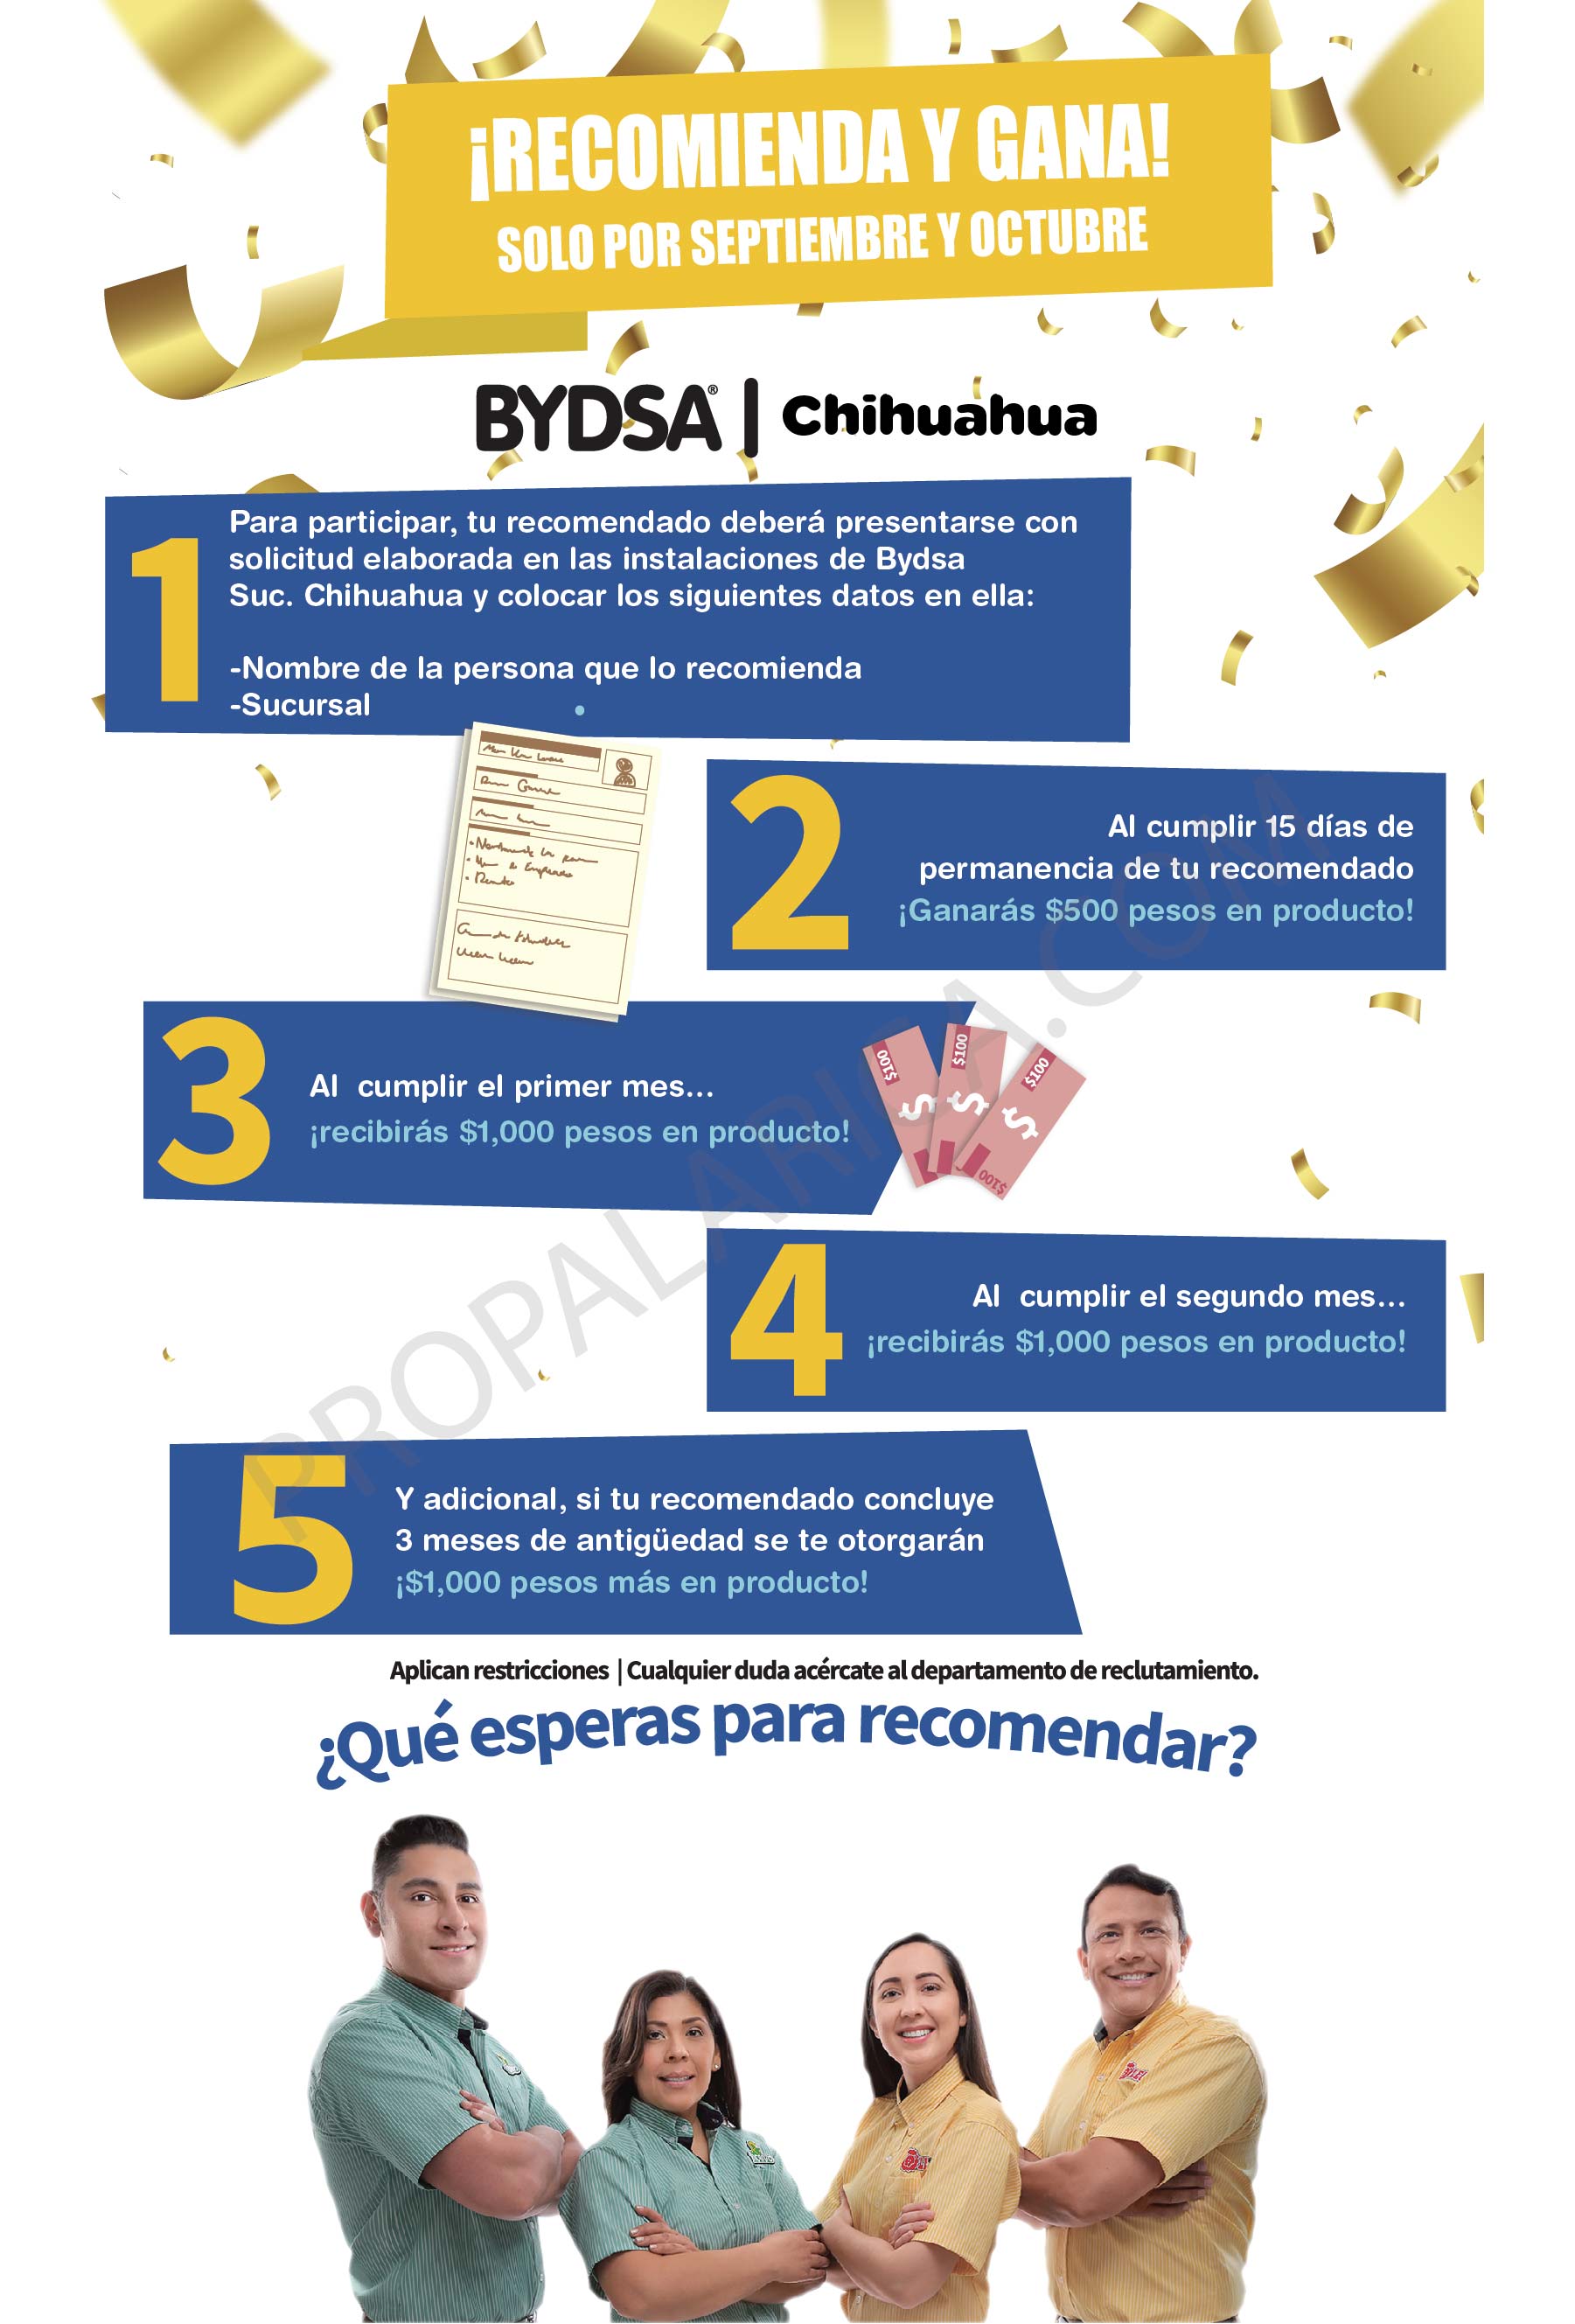 ¡RECOMIENDA Y GANA!
SOLO POR SEPTIEMBRE Y OCTUBRE
BYDSA® | Chihuahua
1
Para participar, tu recomendado deberá presentarse con
solicitud elaborada en las instalaciones de Bydsa
Suc. Chihuahua y colocar los siguientes datos en ella:
-Nombre de la persona que lo recomienda
-Sucursal
2
Al cumplir 15 días de
permanencia de tu recomendado
¡Ganarás $500 pesos en producto!
3
Al  cumplir el primer mes...
¡recibirás $1,000 pesos en producto!
$100
$100
$100
$100
4
Al  cumplir el segundo mes...
¡recibirás $1,000 pesos en producto!
5
Y adicional, si tu recomendado concluye
3 meses de antigüedad se te otorgarán
¡$1,000 pesos más en producto!
Aplican restricciones | Cualquier duda acércate al departamento de reclutamiento.
¿Qué esperas para recomendar?
PROPALARICA.COM